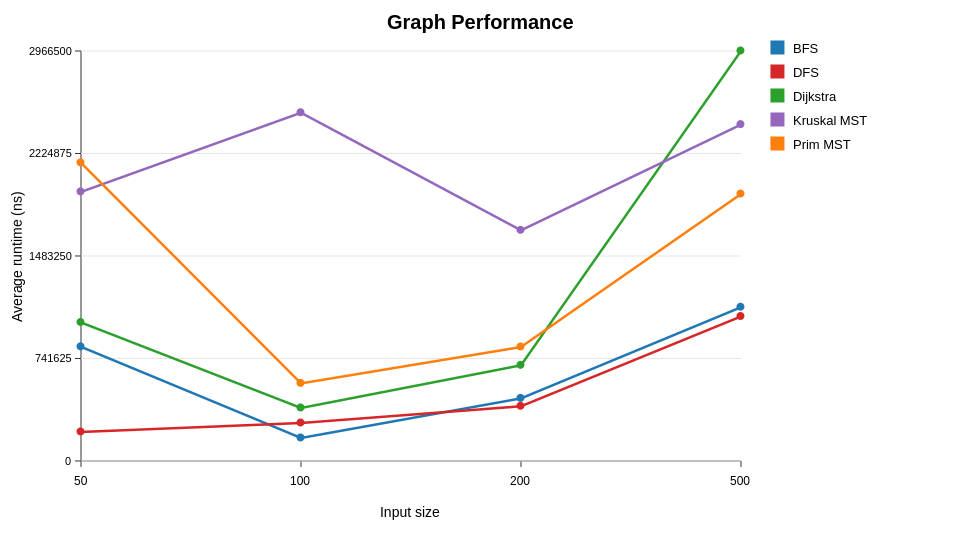 Graph Performance
2966500
2224875
1483250
741625
0
Average runtime (ns)
50
100
200
500
Input size
BFS
DFS
Dijkstra
Kruskal MST
Prim MST